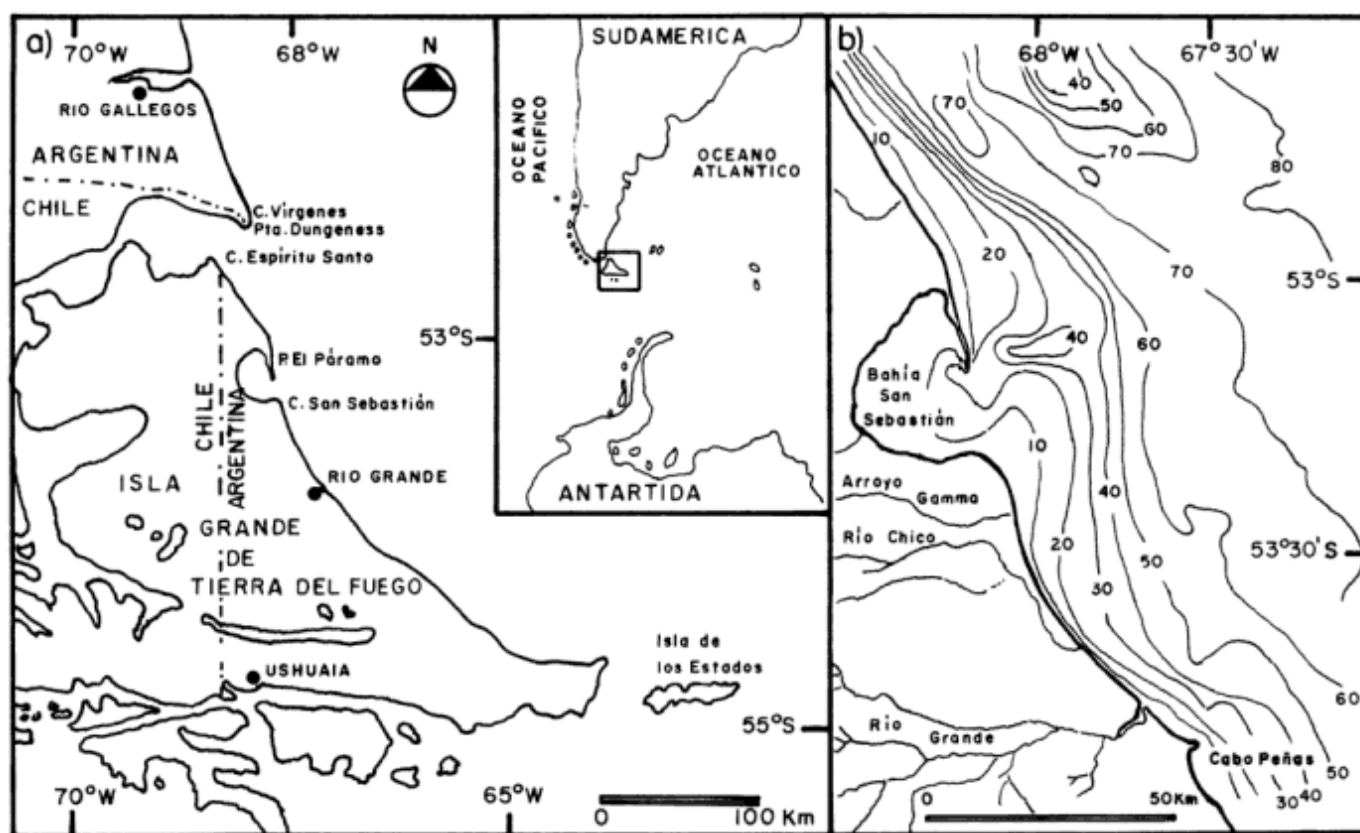 a)
70°W
68°W
N
RIO GALLEGOS
ARGENTINA
CHILE
C. Vírgenes
Pta. Dungeness
C. Espíritu Santo
53°S
P. El Páramo
C. San Sebastián
CHILE
ARGENTINA
RIO GRANDE
ISLA
GRANDE
DE
TIERRA DEL FUEGO
USHUAIA
Isla de
los Estados
55°S
70°W
65°W
0
100 Km
SUDAMERICA
OCEANO
PACIFICO
OCEANO
ATLANTICO
ANTARTIDA
b)
68°W
67°30'W
40
50
60
70
70
10
80
20
70
53°S
40
60
Bahía
San
Sebastián
10
Arroyo
Gamma
40
Río Chico
53°30'S
20
50
30
60
Río
Grande
Cabo Peñas
50
40
30
0
50Km